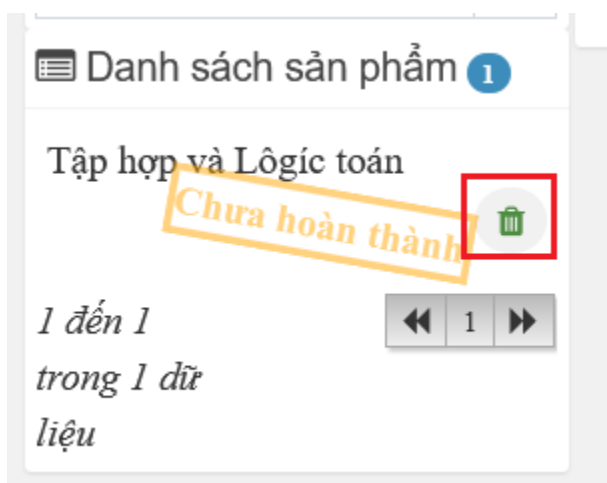 Danh sách sản phẩm 1
Tập hợp và Lôgíc toán
Chưa hoàn thành
1 đến 1
trong 1 dữ
liệu
1